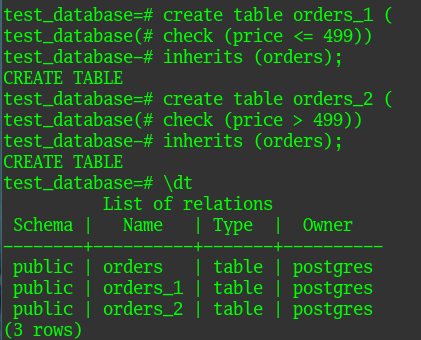 test_database=# create table orders_1 (
test_database(# check (price <= 499))
test_database-# inherits (orders);
CREATE TABLE
test_database=# create table orders_2 (
test_database(# check (price > 499))
test_database-# inherits (orders);
CREATE TABLE
test_database=# \dt
          List of relations
 Schema |   Name   | Type  |  Owner
--------+----------+-------+----------
 public | orders   | table | postgres
 public | orders_1 | table | postgres
 public | orders_2 | table | postgres
(3 rows)